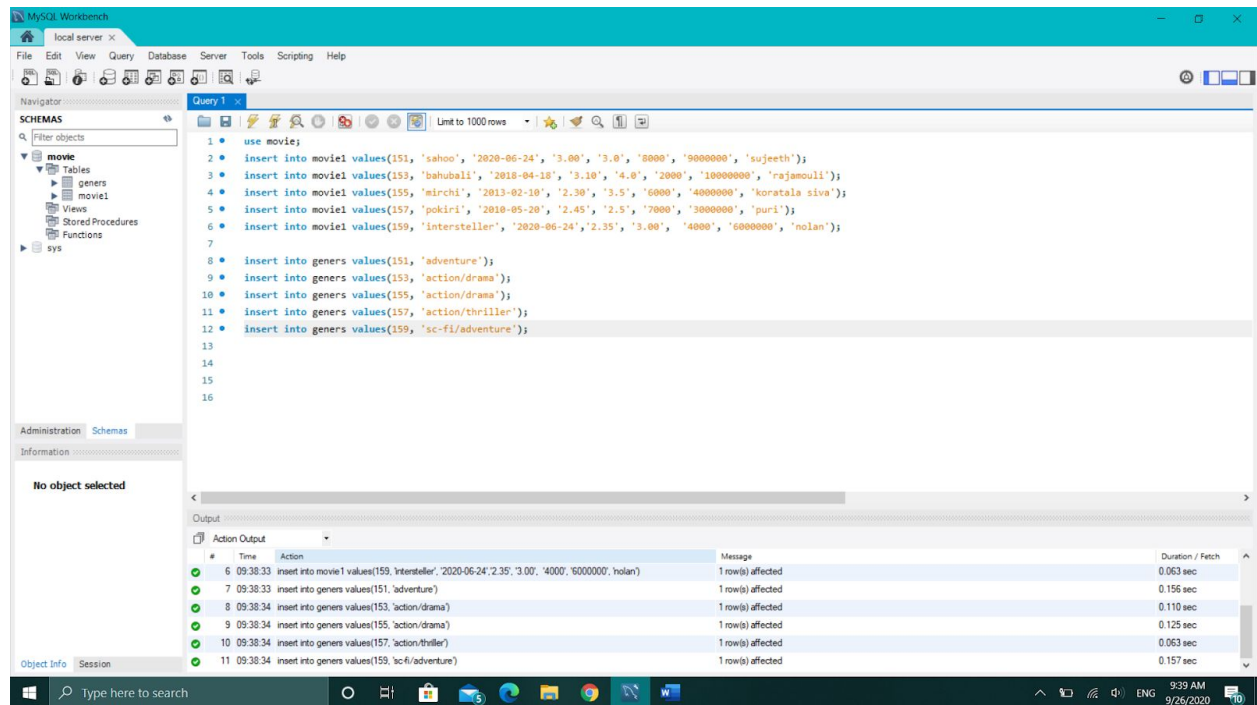 MySQL Workbench
local server ×
File Edit View Query Database Server Tools Scripting Help
Navigator
SCHEMAS
Filter objects
movie
Tables
geners
movie1
Views
Stored Procedures
Functions
sys
Administration Schemas
Information
No object selected
Object Info Session
Query 1 ×
Limit to 1000 rows
1 use movie;
2 insert into movie1 values(151, 'sahoo', '2020-06-24', '3.00', '3.0', '8000', '9000000', 'sujeeth');
3 insert into movie1 values(153, 'bahubali', '2018-04-18', '3.10', '4.0', '2000', '10000000', 'rajamouli');
4 insert into movie1 values(155, 'mirchi', '2013-02-10', '2.30', '3.5', '6000', '4000000', 'koratala siva');
5 insert into movie1 values(157, 'pokiri', '2010-05-20', '2.45', '2.5', '7000', '3000000', 'puri');
6 insert into movie1 values(159, 'intersteller', '2020-06-24','2.35', '3.00', '4000', '6000000', 'nolan');
7
8 insert into geners values(151, 'adventure');
9 insert into geners values(153, 'action/drama');
10 insert into geners values(155, 'action/drama');
11 insert into geners values(157, 'action/thriller');
12 insert into geners values(159, 'sc-fi/adventure');
13
14
15
16
Output
Action Output
# Time Action Message Duration / Fetch
6 09:38:33 insert into movie1 values(159, 'intersteller', '2020-06-24','2.35', '3.00', '4000', '6000000', 'nolan') 1 row(s) affected 0.063 sec
7 09:38:33 insert into geners values(151, 'adventure') 1 row(s) affected 0.156 sec
8 09:38:34 insert into geners values(153, 'action/drama') 1 row(s) affected 0.110 sec
9 09:38:34 insert into geners values(155, 'action/drama') 1 row(s) affected 0.125 sec
10 09:38:34 insert into geners values(157, 'action/thriller') 1 row(s) affected 0.063 sec
11 09:38:34 insert into geners values(159, 'sc-fi/adventure') 1 row(s) affected 0.157 sec
Type here to search
5
ENG
9:39 AM
9/26/2020
10